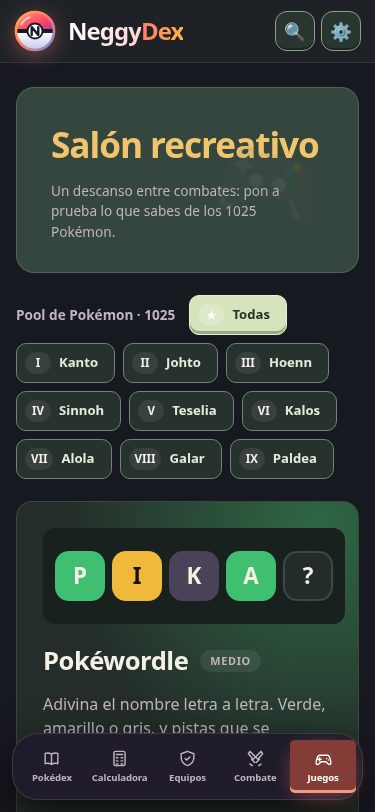 NeggyDex
Salón recreativo
Un descanso entre combates: pon a
prueba lo que sabes de los 1025
Pokémon.
Pool de Pokémon · 1025
★ Todas
I Kanto
II Johto
III Hoenn
IV Sinnoh
V Teselia
VI Kalos
VII Alola
VIII Galar
IX Paldea
P I K A ?
Pokéwordle MEDIO
Adivina el nombre letra a letra. Verde,
amarillo o gris, y pistas que se
Pokédex
Calculadora
Equipos
Combate
Juegos